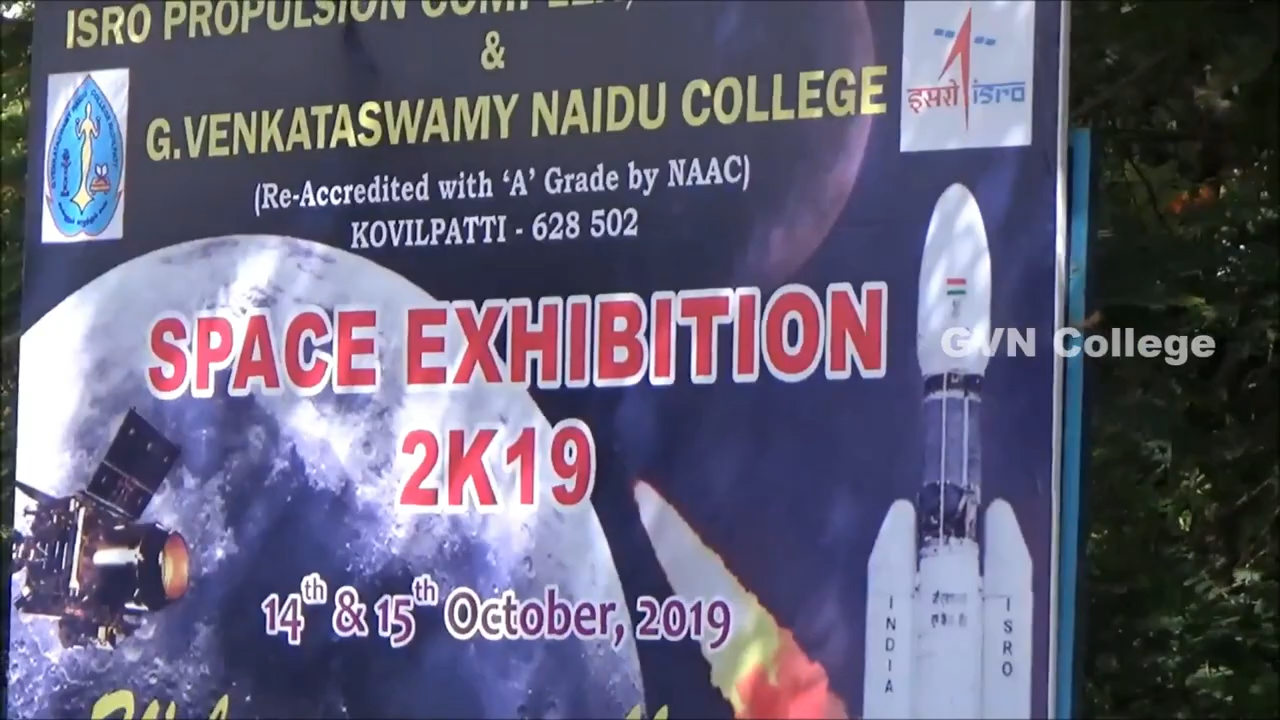 ISRO PROPULSION COMPLEX,
&
G.VENKATASWAMY NAIDU COLLEGE
(Re-Accredited with 'A' Grade by NAAC)
KOVILPATTI - 628 502
इसरो isro
SPACE EXHIBITION
2K19
14th & 15th October, 2019
GVN College
INDIA
ISRO